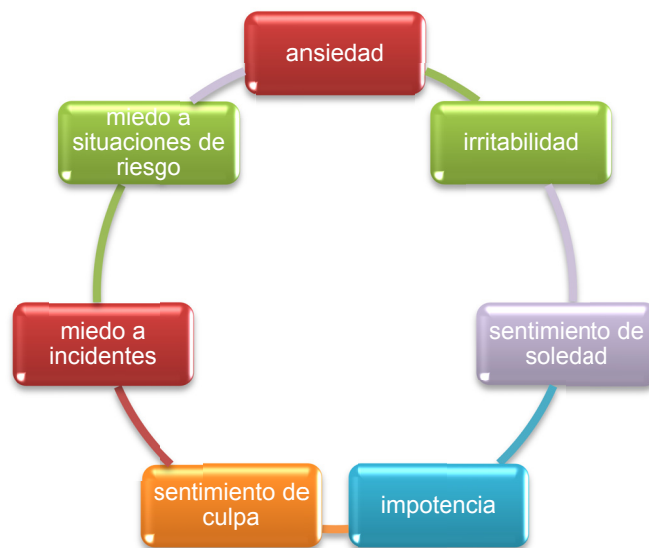 ansiedad
irritabilidad
sentimiento de
soledad
impotencia
sentimiento de
culpa
miedo a
incidentes
miedo a
situaciones de
riesgo